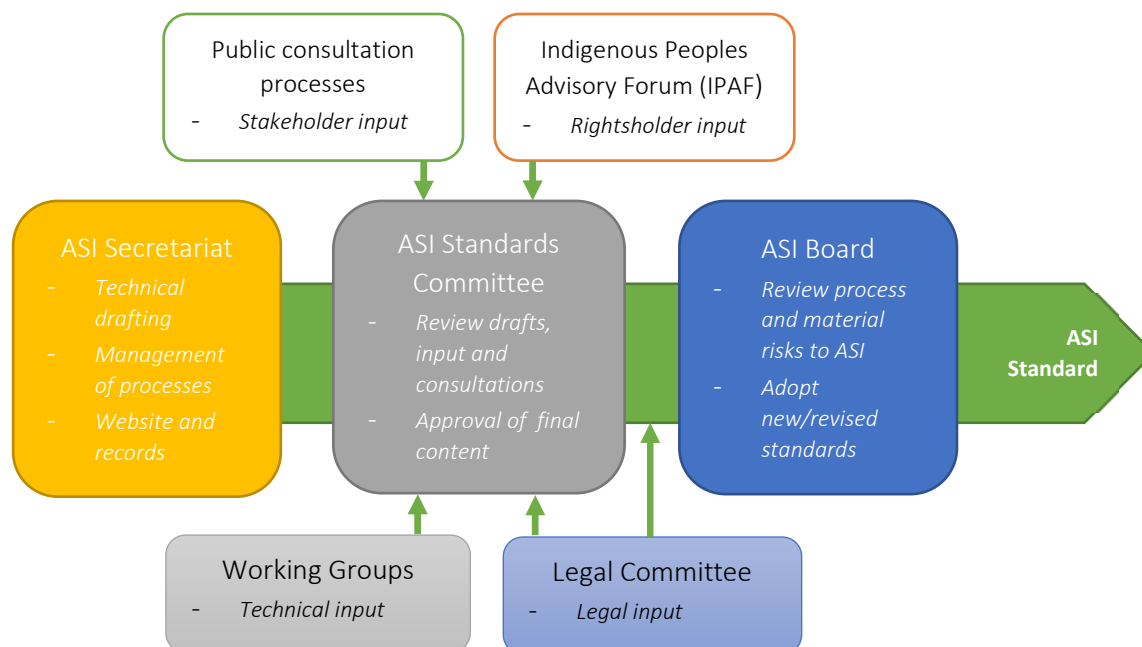 Public consultation
processes
- Stakeholder input
Indigenous Peoples
Advisory Forum (IPAF)
- Rightsholder input
ASI Secretariat
- Technical
drafting
- Management
of processes
- Website and
records
ASI Standards
Committee
- Review drafts,
input and
consultations
- Approval of final
content
ASI Board
- Review process
and material
risks to ASI
- Adopt
new/revised
standards
ASI
Standard
Working Groups
- Technical input
Legal Committee
- Legal input